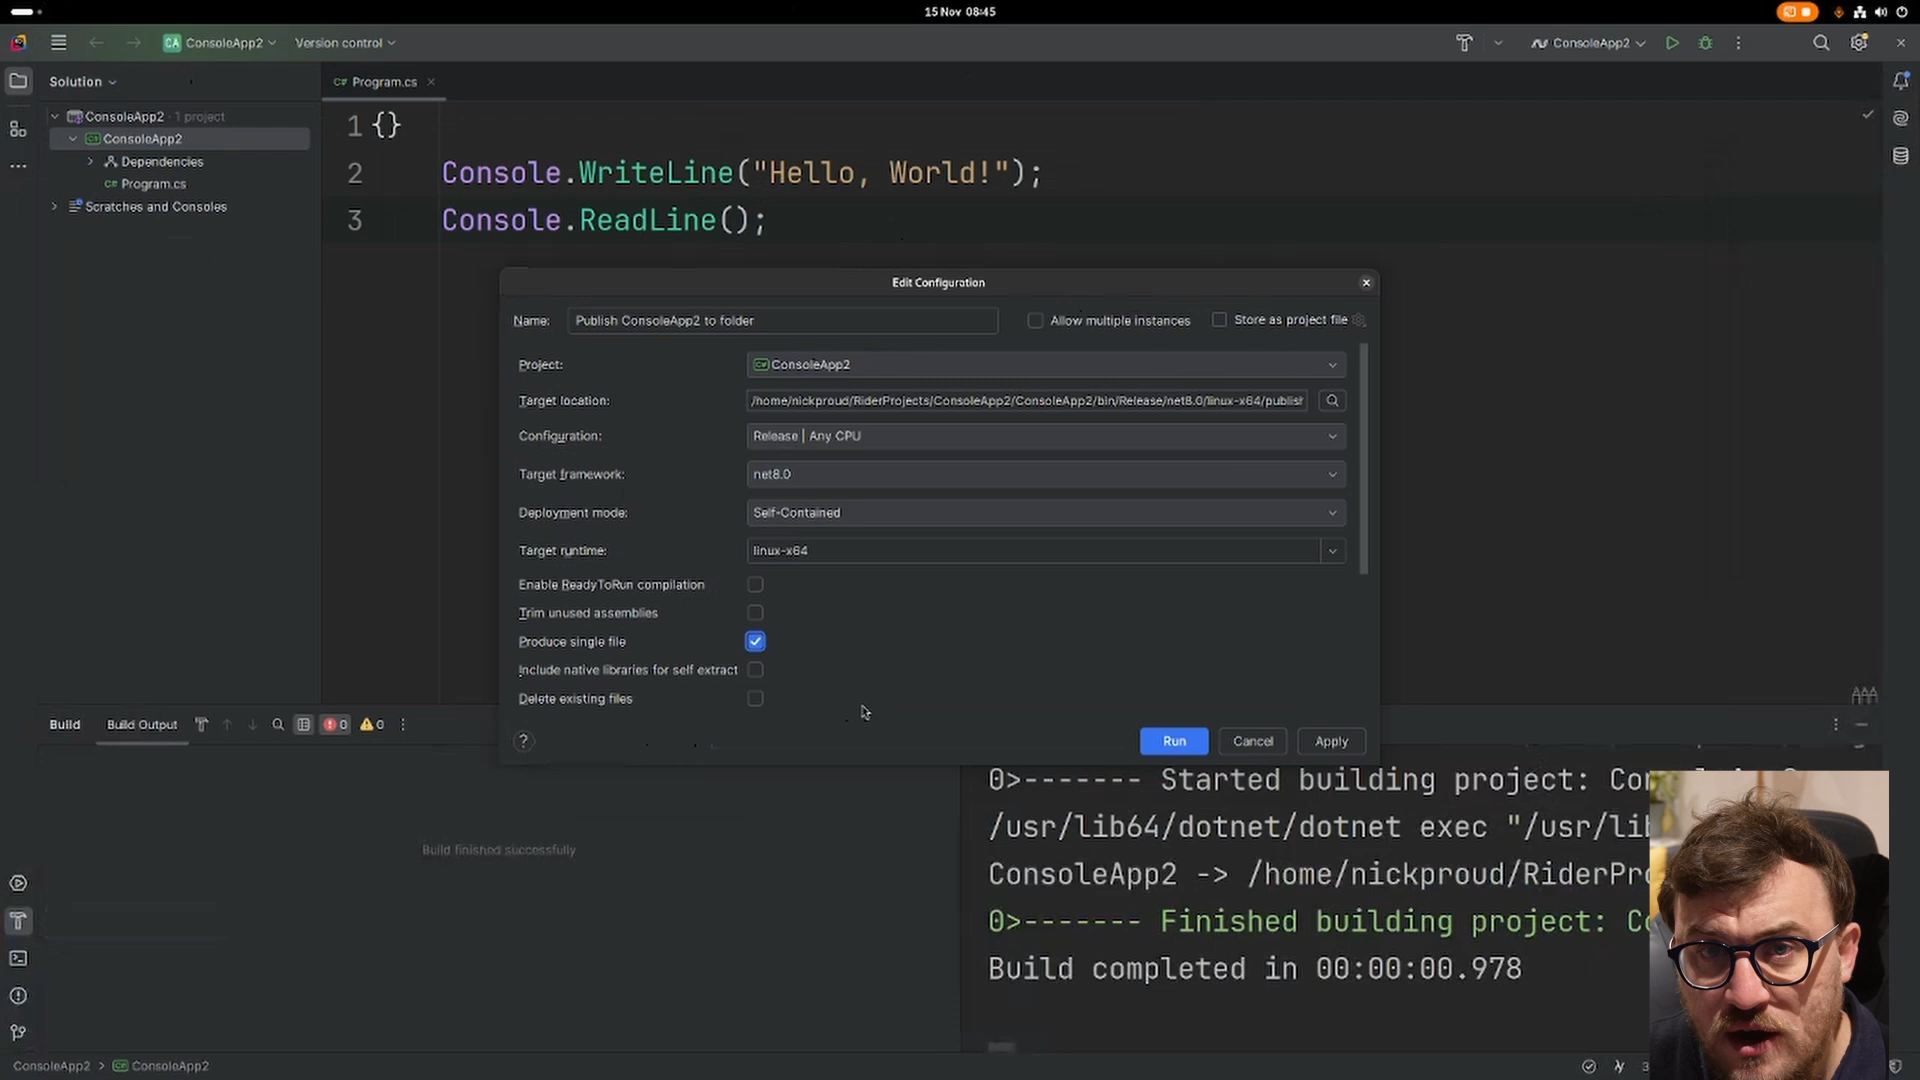 15 Nov 08:45
CA ConsoleApp2
Version control
ConsoleApp2
Solution
C# Program.cs
ConsoleApp2 · 1 project
ConsoleApp2
Dependencies
C# Program.cs
Scratches and Consoles
1 {}
2 Console.WriteLine("Hello, World!");
3 Console.ReadLine();
Edit Configuration
Name: Publish ConsoleApp2 to folder
Allow multiple instances
Store as project file
Project: C# ConsoleApp2
Target location: /home/nickproud/RiderProjects/ConsoleApp2/ConsoleApp2/bin/Release/net8.0/linux-x64/publish
Configuration: Release | Any CPU
Target framework: net8.0
Deployment mode: Self-Contained
Target runtime: linux-x64
Enable ReadyToRun compilation
Trim unused assemblies
Produce single file
Include native libraries for self extract
Delete existing files
? Run Cancel Apply
Build Build Output 0 0
Build finished successfully
0>------- Started building project: Co
/usr/lib64/dotnet/dotnet exec "/usr/lib
ConsoleApp2 -> /home/nickproud/RiderPro
0>------- Finished building project: Co
Build completed in 00:00:00.978
ConsoleApp2 > ConsoleApp2